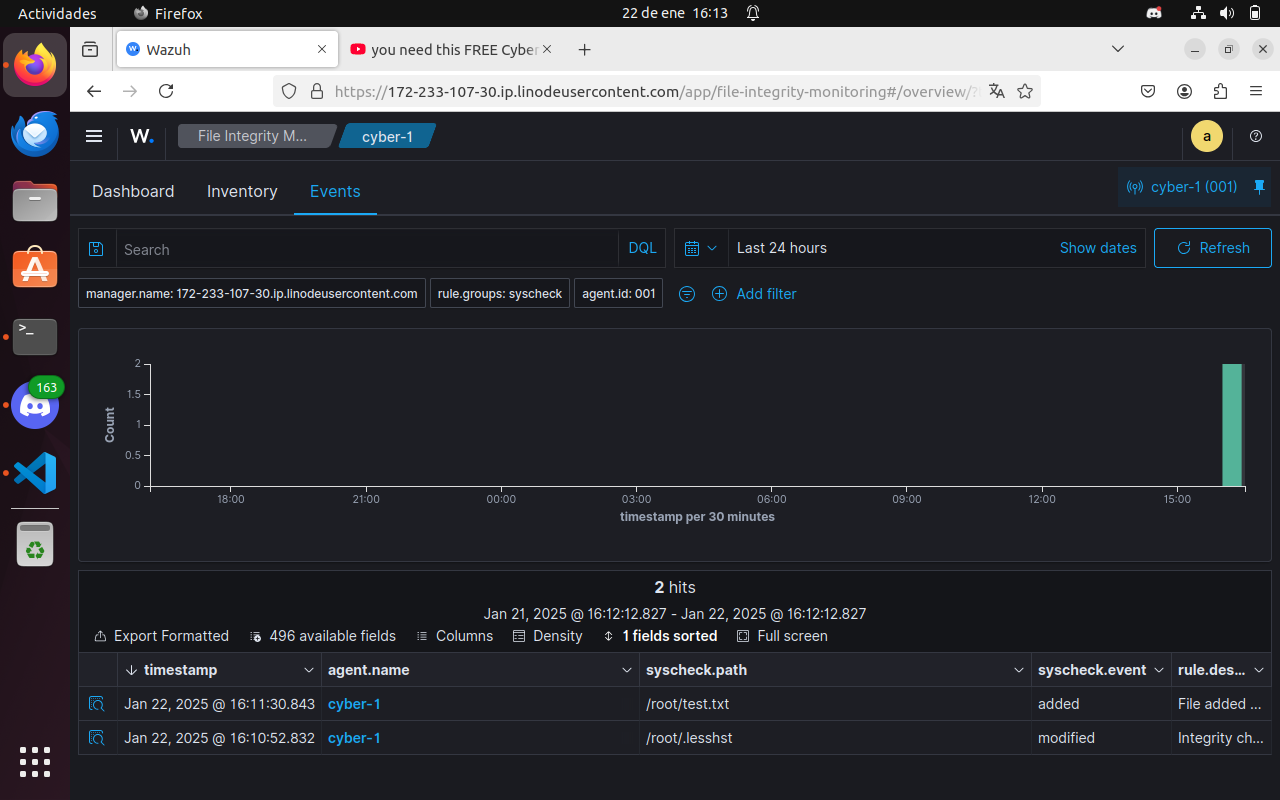 Actividades Firefox 22 de ene 16:13
Wazuh you need this FREE Cyber
https://172-233-107-30.ip.linodeusercontent.com/app/file-integrity-monitoring#/overview/?
W. File Integrity M... cyber-1 a
Dashboard Inventory Events cyber-1 (001)
Search DQL Last 24 hours Show dates Refresh
manager.name: 172-233-107-30.ip.linodeusercontent.com rule.groups: syscheck agent.id: 001 Add filter
163
2
1.5
1
0.5
0
Count
18:00 21:00 00:00 03:00 06:00 09:00 12:00 15:00
timestamp per 30 minutes
2 hits
Jan 21, 2025 @ 16:12:12.827 - Jan 22, 2025 @ 16:12:12.827
Export Formatted 496 available fields Columns Density 1 fields sorted Full screen
timestamp agent.name syscheck.path syscheck.event rule.des...
Jan 22, 2025 @ 16:11:30.843 cyber-1 /root/test.txt added File added ...
Jan 22, 2025 @ 16:10:52.832 cyber-1 /root/.lesshst modified Integrity ch...